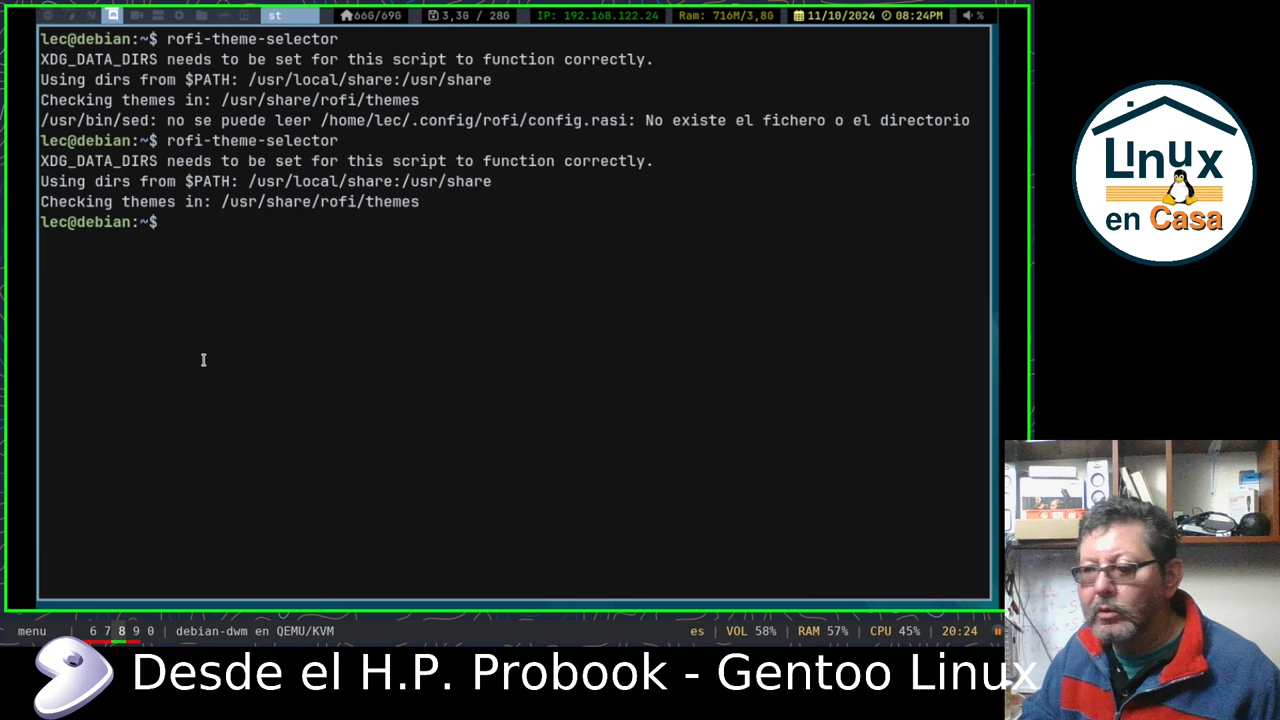 st
66G/69G
3,3G / 28G
IP: 192.168.122.24
Ram: 716M/3,8G
11/10/2024 08:24PM
%
lec@debian:~$ rofi-theme-selector
XDG_DATA_DIRS needs to be set for this script to function correctly.
Using dirs from $PATH: /usr/local/share:/usr/share
Checking themes in: /usr/share/rofi/themes
/usr/bin/sed: no se puede leer /home/lec/.config/rofi/config.rasi: No existe el fichero o el directorio
lec@debian:~$ rofi-theme-selector
XDG_DATA_DIRS needs to be set for this script to function correctly.
Using dirs from $PATH: /usr/local/share:/usr/share
Checking themes in: /usr/share/rofi/themes
lec@debian:~$
Linux
en Casa
menu | 6 7 8 9 0 | debian-dwm en QEMU/KVM
es | VOL 58% | RAM 57% | CPU 45% | 20:24
Desde el H.P. Probook - Gentoo Linux